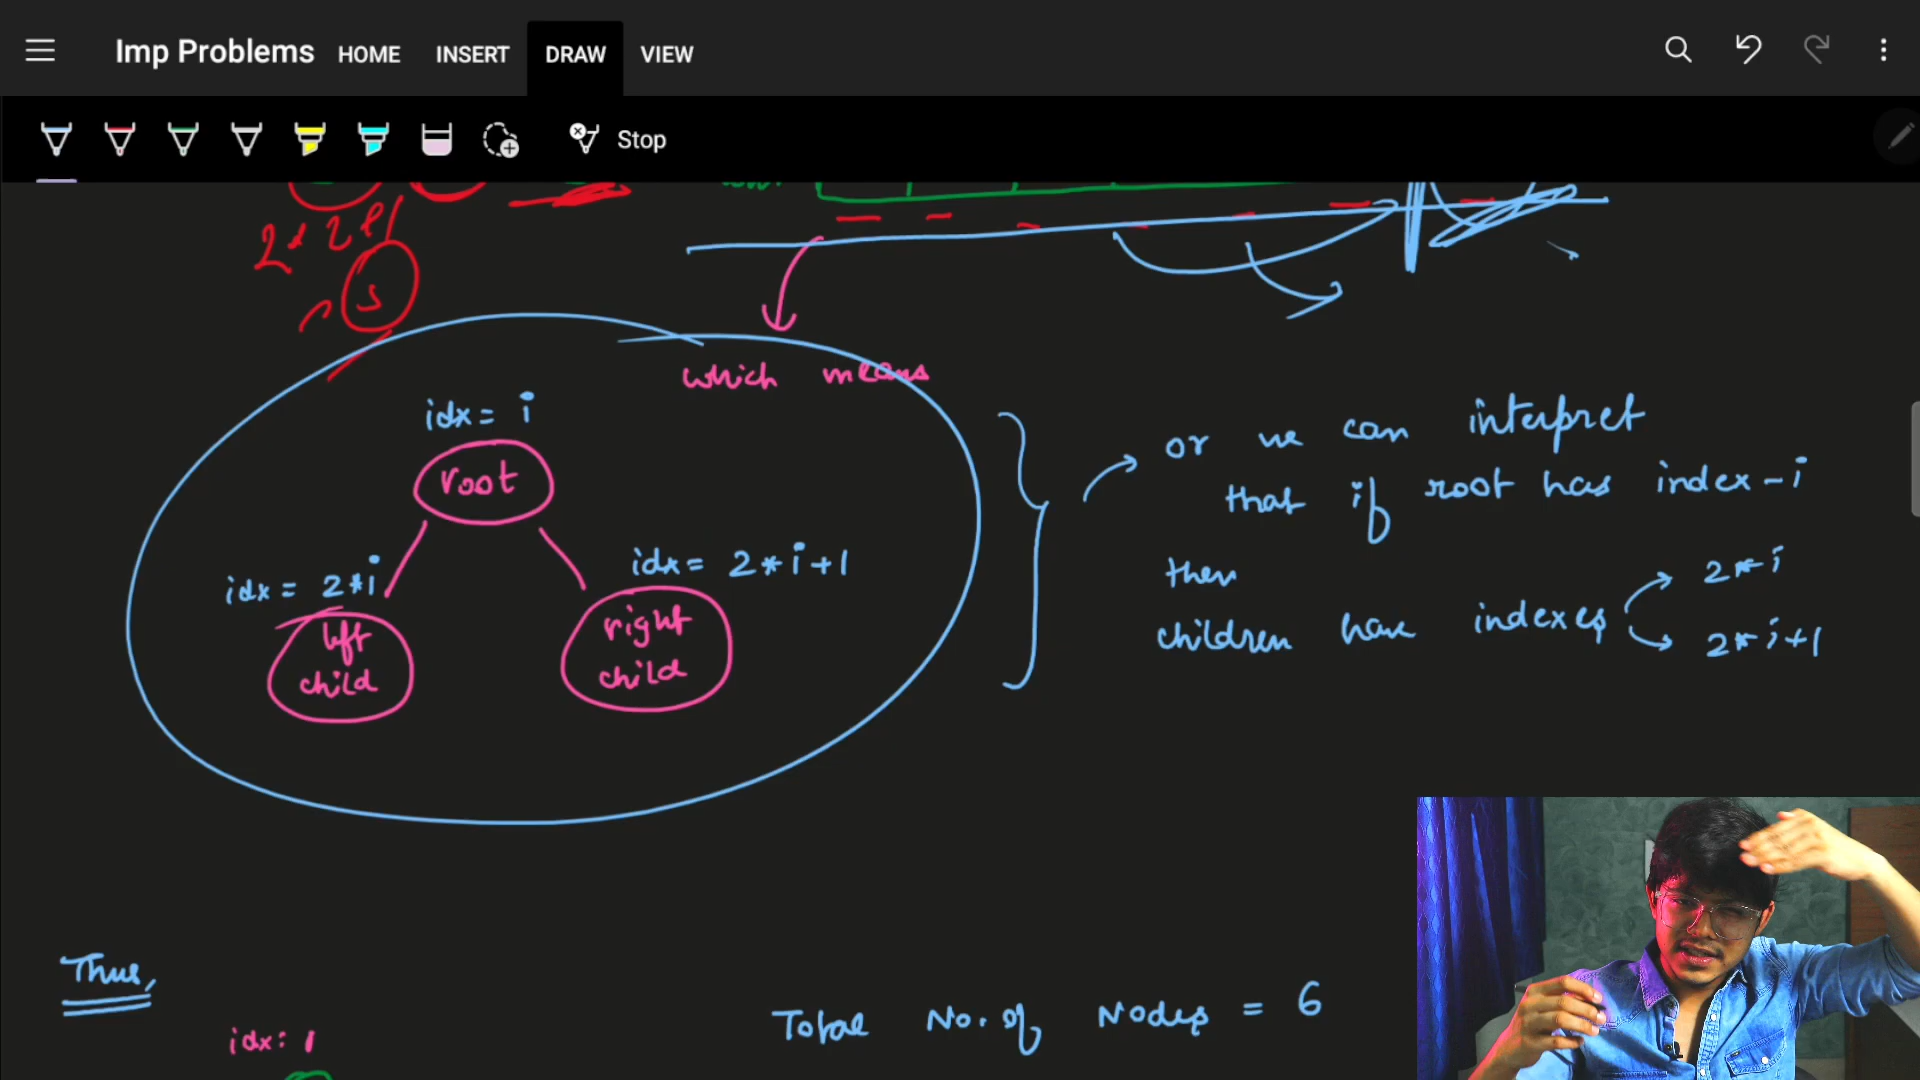 Imp Problems HOME INSERT DRAW VIEW
Stop
which means
idx = i
root
idx = 2*i
idx = 2*i+1
left
child
right
child
or we can interpret
that if root has index - i
then
children have indexes
2*i
2*i+1
Thus,
idx: 1
Total No. of Nodes = 6